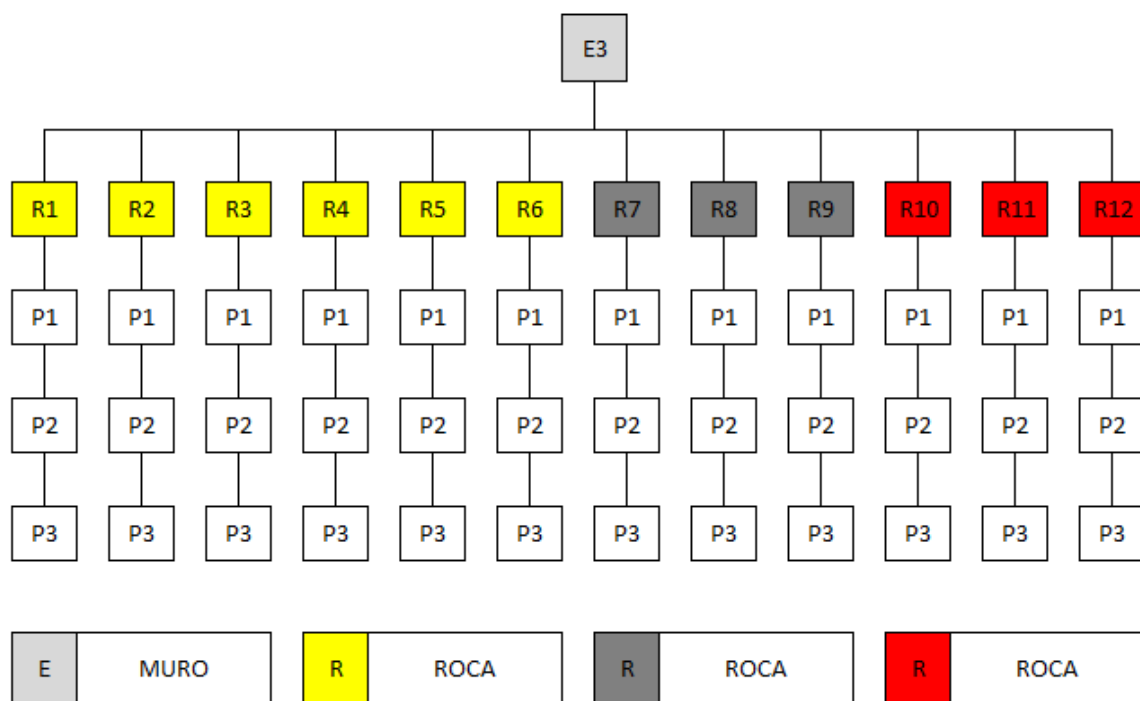 E3
R1 R2 R3 R4 R5 R6 R7 R8 R9 R10 R11 R12
P1 P1 P1 P1 P1 P1 P1 P1 P1 P1 P1 P1
P2 P2 P2 P2 P2 P2 P2 P2 P2 P2 P2 P2
P3 P3 P3 P3 P3 P3 P3 P3 P3 P3 P3 P3
E MURO R ROCA R ROCA R ROCA